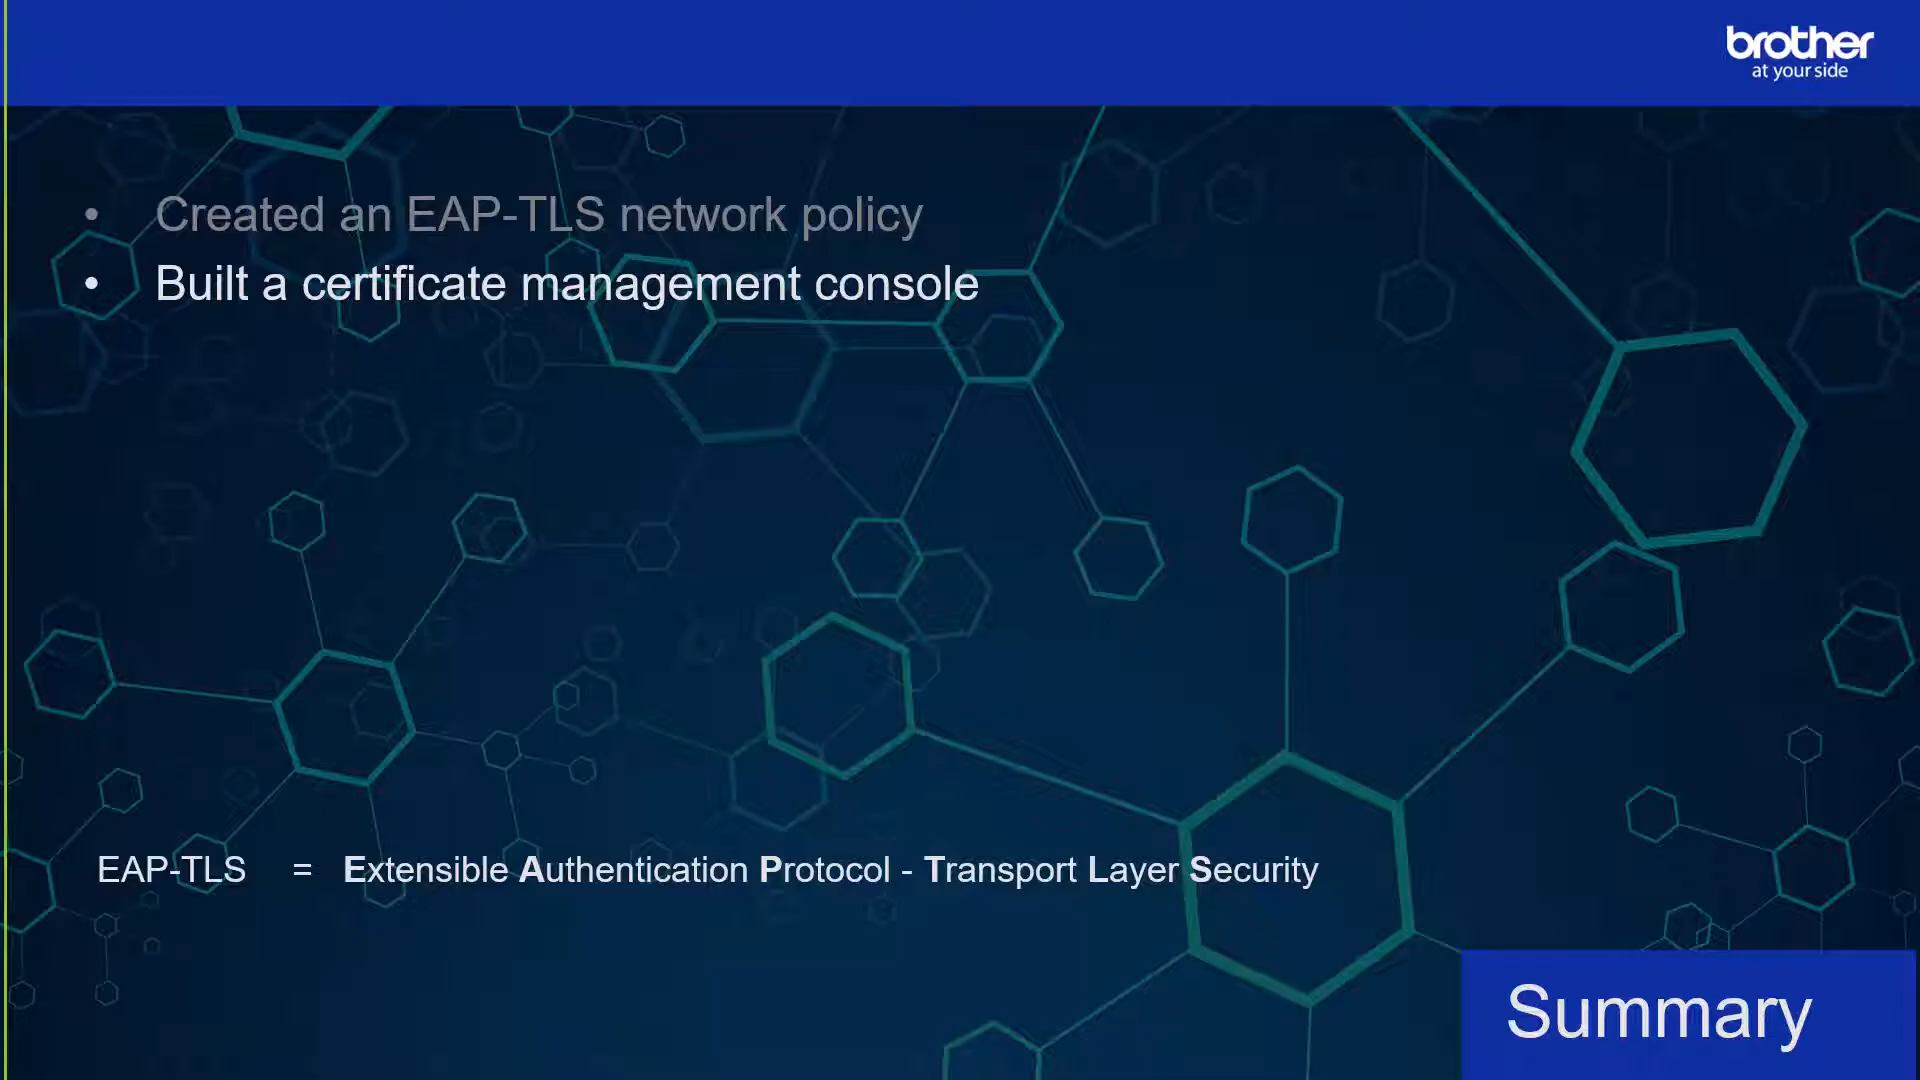 brother
at your side
• Created an EAP-TLS network policy
• Built a certificate management console
EAP-TLS = Extensible Authentication Protocol - Transport Layer Security
Summary